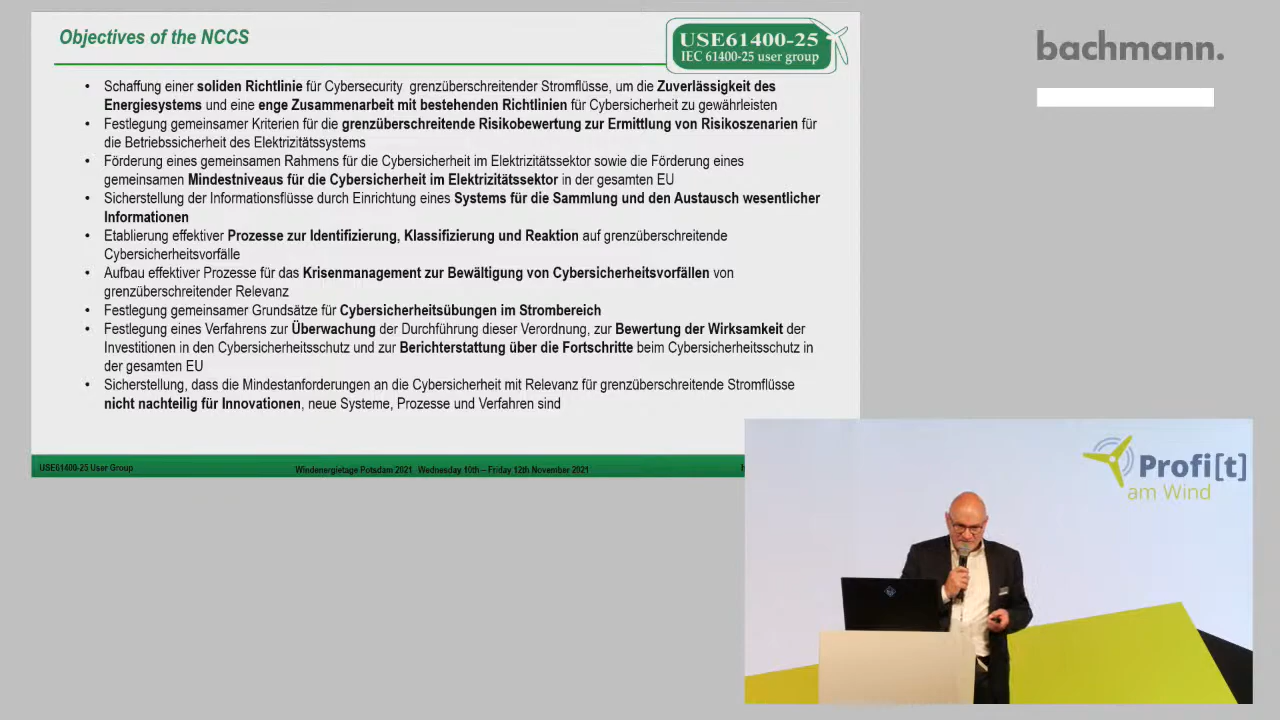 Objectives of the NCCS
USE61400-25
IEC 61400-25 user group
bachmann.
• Schaffung einer soliden Richtlinie für Cybersecurity grenzüberschreitender Stromflüsse, um die Zuverlässigkeit des
Energiesystems und eine enge Zusammenarbeit mit bestehenden Richtlinien für Cybersicherheit zu gewährleisten
• Festlegung gemeinsamer Kriterien für die grenzüberschreitende Risikobewertung zur Ermittlung von Risikoszenarien für
die Betriebssicherheit des Elektrizitätssystems
• Förderung eines gemeinsamen Rahmens für die Cybersicherheit im Elektrizitätssektor sowie die Förderung eines
gemeinsamen Mindestniveaus für die Cybersicherheit im Elektrizitätssektor in der gesamten EU
• Sicherstellung der Informationsflüsse durch Einrichtung eines Systems für die Sammlung und den Austausch wesentlicher
Informationen
• Etablierung effektiver Prozesse zur Identifizierung, Klassifizierung und Reaktion auf grenzüberschreitende
Cybersicherheitsvorfälle
• Aufbau effektiver Prozesse für das Krisenmanagement zur Bewältigung von Cybersicherheitsvorfällen von
grenzüberschreitender Relevanz
• Festlegung gemeinsamer Grundsätze für Cybersicherheitsübungen im Strombereich
• Festlegung eines Verfahrens zur Überwachung der Durchführung dieser Verordnung, zur Bewertung der Wirksamkeit der
Investitionen in den Cybersicherheitsschutz und zur Berichterstattung über die Fortschritte beim Cybersicherheitsschutz in
der gesamten EU
• Sicherstellung, dass die Mindestanforderungen an die Cybersicherheit mit Relevanz für grenzüberschreitende Stromflüsse
nicht nachteilig für Innovationen, neue Systeme, Prozesse und Verfahren sind
USE61400-25 User Group
Windenergietage Potsdam 2021 Wednesday 10th – Friday 12th November 2021
Profi[t]
am Wind